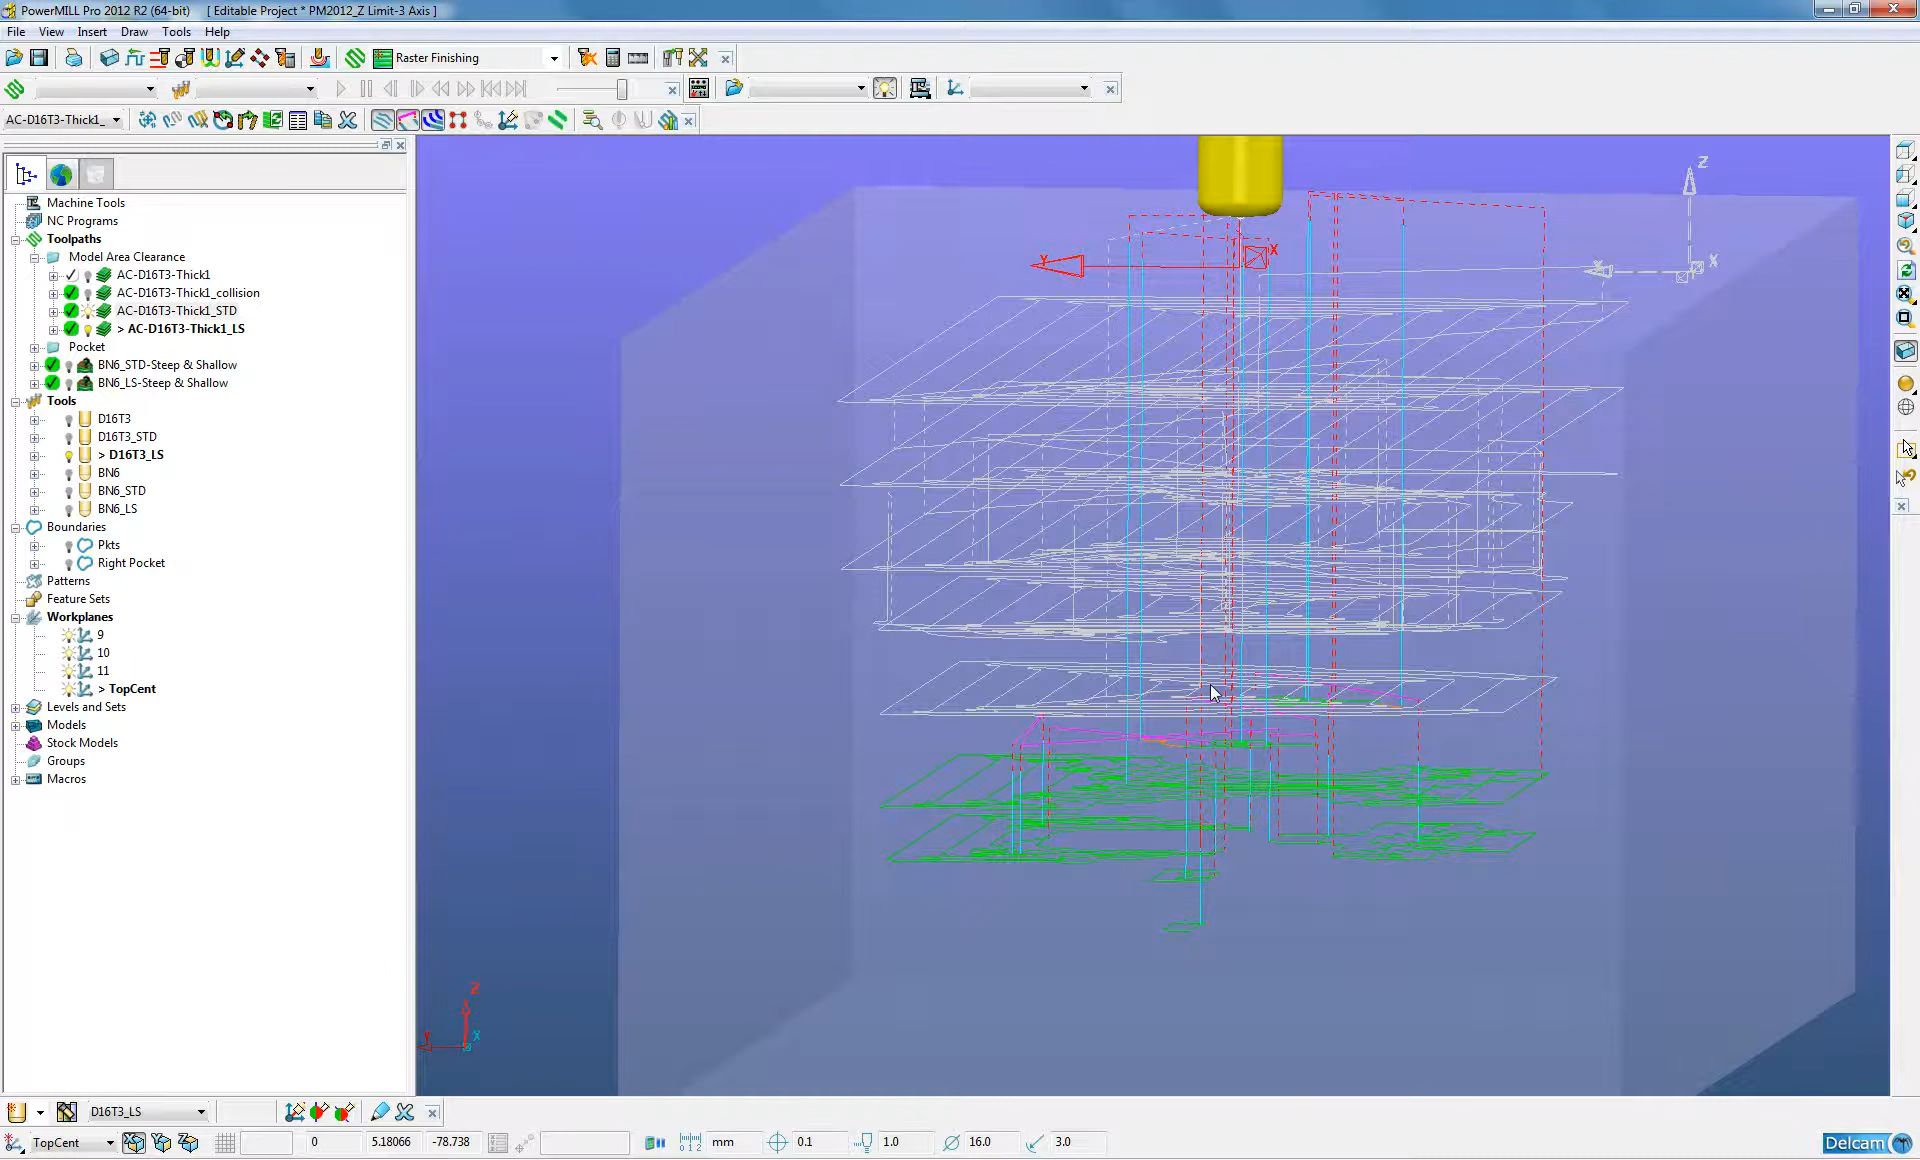 PowerMILL Pro 2012 R2 (64-bit) [ Editable Project * PM2012_Z Limit-3 Axis ]
File View Insert Draw Tools Help
Raster Finishing
AC-D16T3-Thick1_
Machine Tools
NC Programs
Toolpaths
Model Area Clearance
AC-D16T3-Thick1
AC-D16T3-Thick1_collision
AC-D16T3-Thick1_STD
> AC-D16T3-Thick1_LS
Pocket
BN6_STD-Steep & Shallow
BN6_LS-Steep & Shallow
Tools
D16T3
D16T3_STD
> D16T3_LS
BN6
BN6_STD
BN6_LS
Boundaries
Pkts
Right Pocket
Patterns
Feature Sets
Workplanes
9
10
11
> TopCent
Levels and Sets
Models
Stock Models
Groups
Macros
Z
X
Y
X
Z
Y
X
D16T3_LS
TopCent 0 5.18066 -78.738 mm 0.1 1.0 16.0 3.0
Delcam